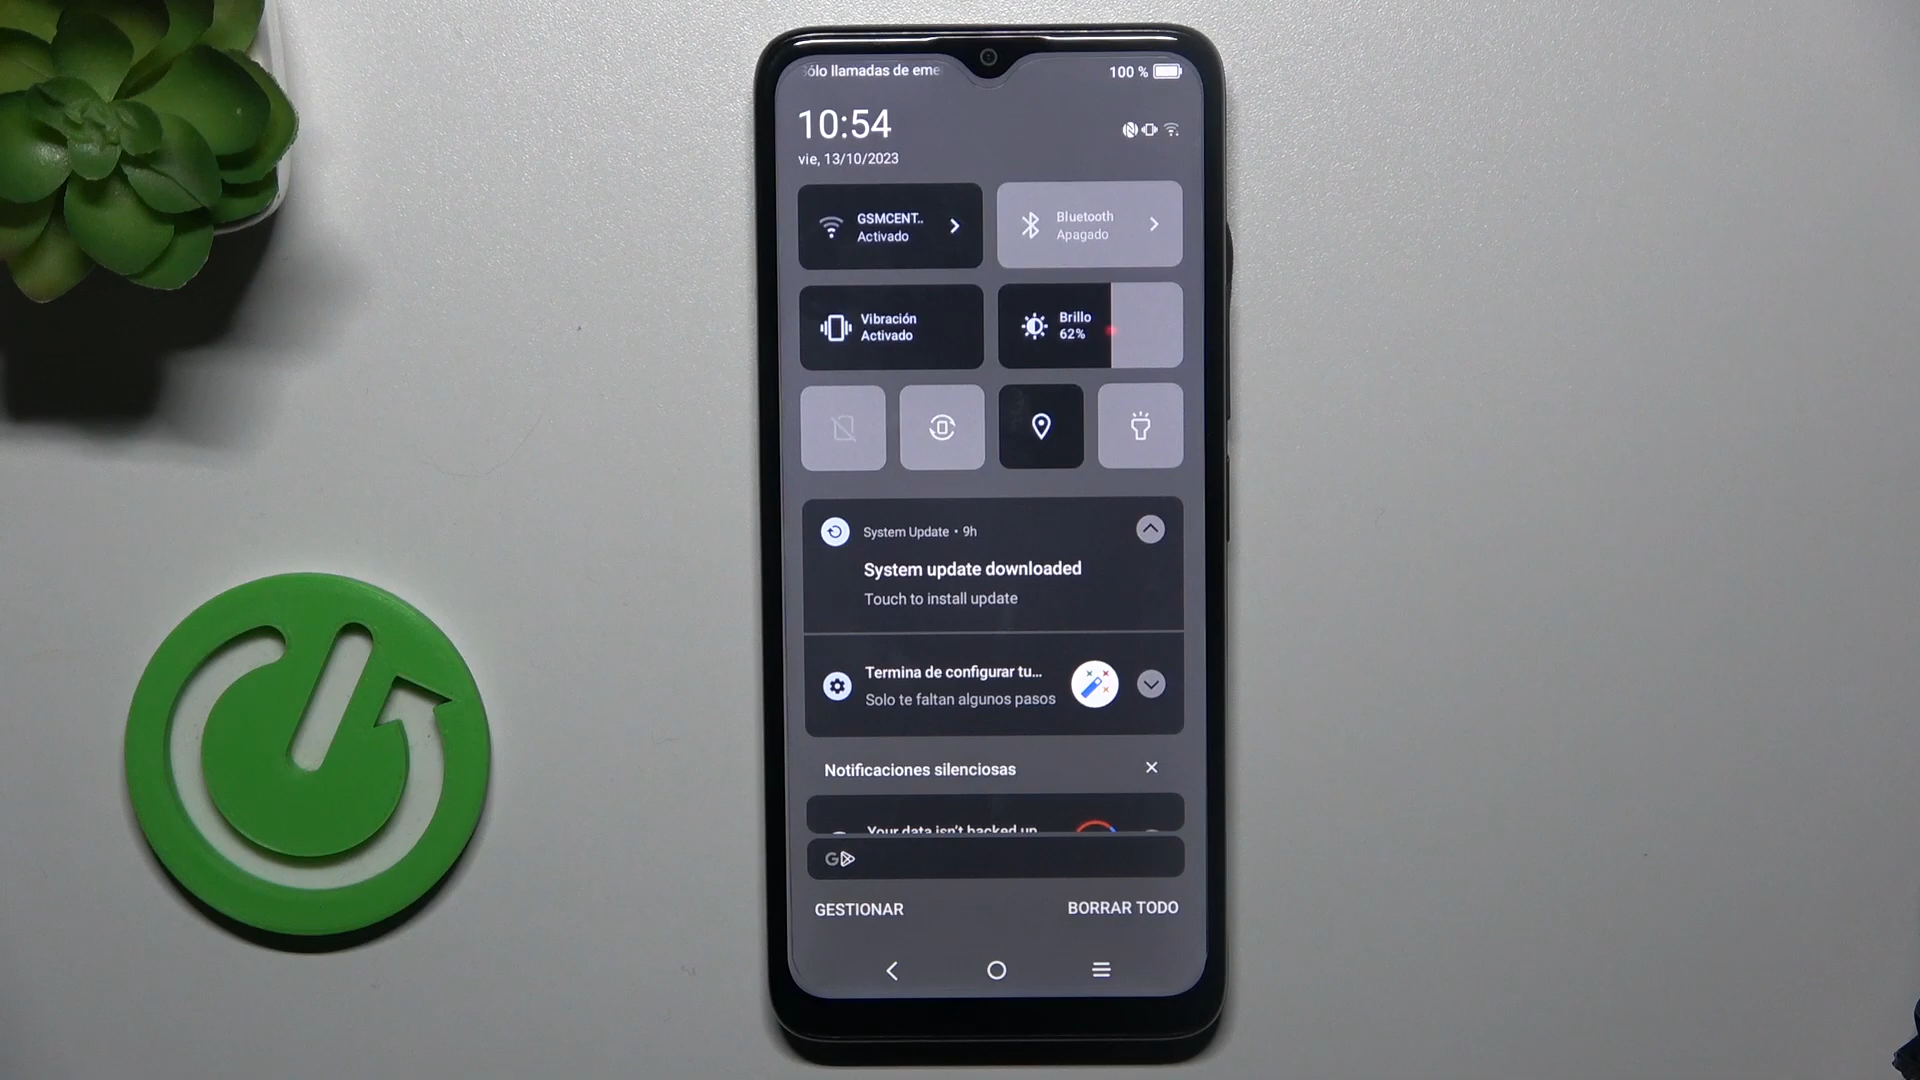 Sólo llamadas de eme
100 %
10:54
vie, 13/10/2023
GSMCENT..
Activado
Bluetooth
Apagado
Vibración
Activado
Brillo
62%
System Update • 9h
System update downloaded
Touch to install update
Termina de configurar tu...
Solo te faltan algunos pasos
Notificaciones silenciosas
Your data isn't backed up
GESTIONAR
BORRAR TODO